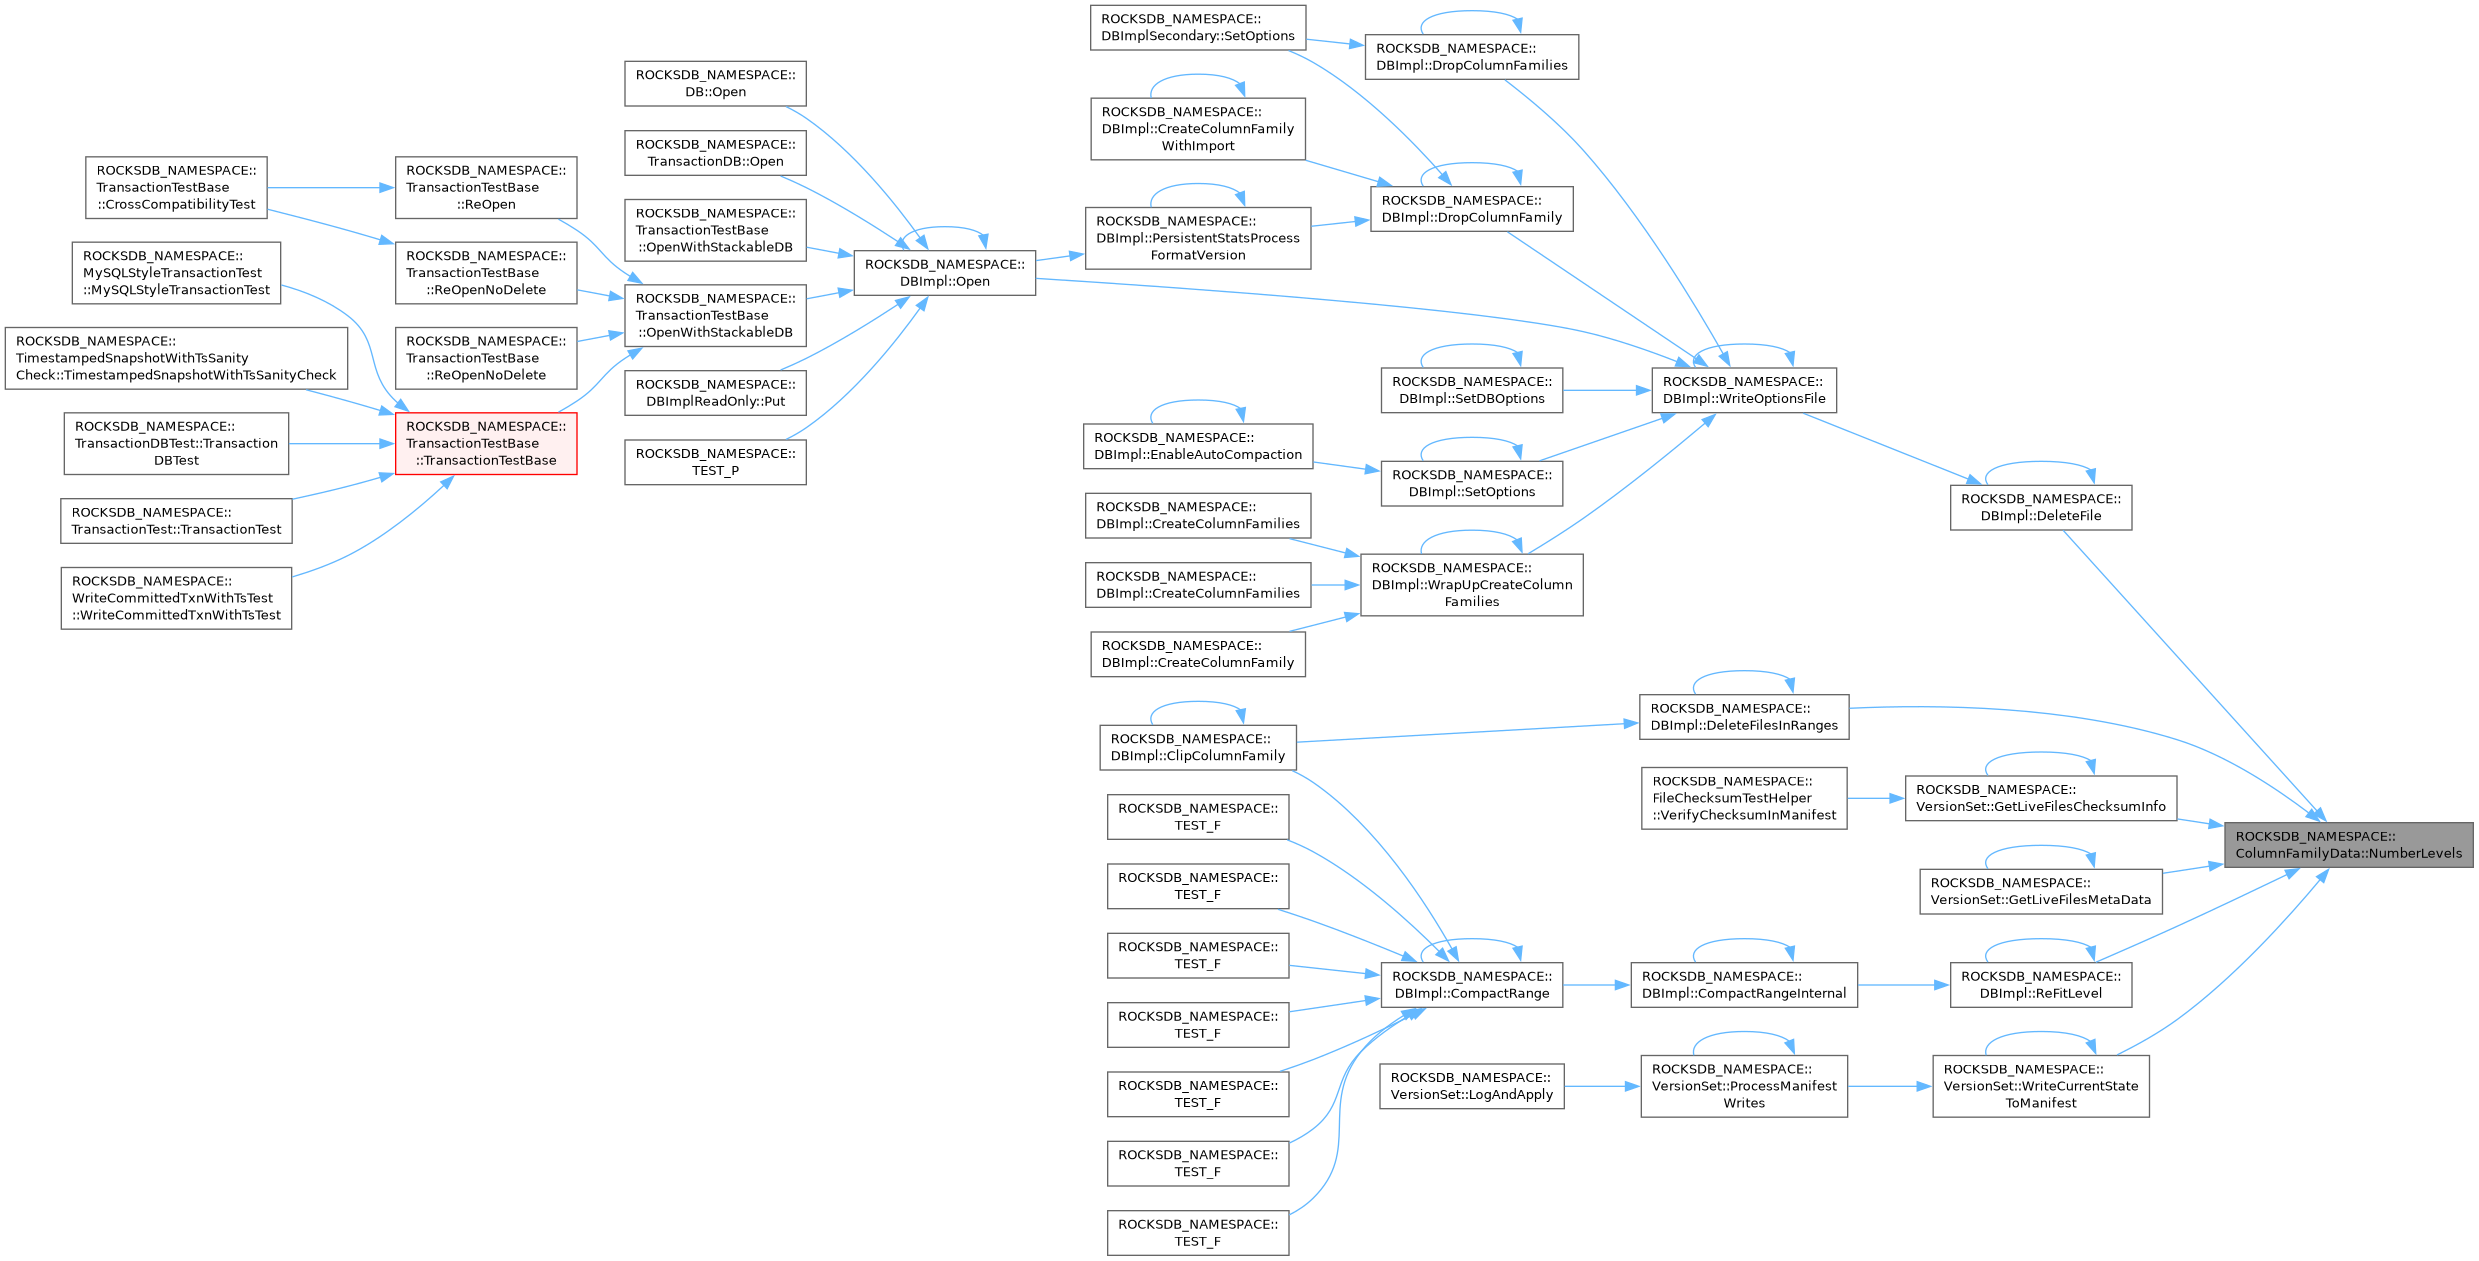 ROCKSDB_NAMESPACE::
DBImplSecondary::SetOptions
ROCKSDB_NAMESPACE::
DBImpl::DropColumnFamilies
ROCKSDB_NAMESPACE::
DB::Open
ROCKSDB_NAMESPACE::
DBImpl::CreateColumnFamily
WithImport
ROCKSDB_NAMESPACE::
TransactionDB::Open
ROCKSDB_NAMESPACE::
TransactionTestBase
::CrossCompatibilityTest
ROCKSDB_NAMESPACE::
TransactionTestBase
::ReOpen
ROCKSDB_NAMESPACE::
DBImpl::DropColumnFamily
ROCKSDB_NAMESPACE::
TransactionTestBase
::OpenWithStackableDB
ROCKSDB_NAMESPACE::
DBImpl::PersistentStatsProcess
FormatVersion
ROCKSDB_NAMESPACE::
MySQLStyleTransactionTest
::MySQLStyleTransactionTest
ROCKSDB_NAMESPACE::
TransactionTestBase
::ReOpenNoDelete
ROCKSDB_NAMESPACE::
DBImpl::Open
ROCKSDB_NAMESPACE::
TransactionTestBase
::OpenWithStackableDB
ROCKSDB_NAMESPACE::
TimestampedSnapshotWithTsSanity
Check::TimestampedSnapshotWithTsSanityCheck
ROCKSDB_NAMESPACE::
TransactionTestBase
::ReOpenNoDelete
ROCKSDB_NAMESPACE::
DBImplReadOnly::Put
ROCKSDB_NAMESPACE::
DBImpl::SetDBOptions
ROCKSDB_NAMESPACE::
DBImpl::WriteOptionsFile
ROCKSDB_NAMESPACE::
TransactionDBTest::Transaction
DBTest
ROCKSDB_NAMESPACE::
TransactionTestBase
::TransactionTestBase
ROCKSDB_NAMESPACE::
TEST_P
ROCKSDB_NAMESPACE::
DBImpl::EnableAutoCompaction
ROCKSDB_NAMESPACE::
DBImpl::SetOptions
ROCKSDB_NAMESPACE::
DBImpl::DeleteFile
ROCKSDB_NAMESPACE::
TransactionTest::TransactionTest
ROCKSDB_NAMESPACE::
DBImpl::CreateColumnFamilies
ROCKSDB_NAMESPACE::
WriteCommittedTxnWithTsTest
::WriteCommittedTxnWithTsTest
ROCKSDB_NAMESPACE::
DBImpl::CreateColumnFamilies
ROCKSDB_NAMESPACE::
DBImpl::WrapUpCreateColumn
Families
ROCKSDB_NAMESPACE::
DBImpl::CreateColumnFamily
ROCKSDB_NAMESPACE::
DBImpl::DeleteFilesInRanges
ROCKSDB_NAMESPACE::
DBImpl::ClipColumnFamily
ROCKSDB_NAMESPACE::
FileChecksumTestHelper
::VerifyChecksumInManifest
ROCKSDB_NAMESPACE::
VersionSet::GetLiveFilesChecksumInfo
ROCKSDB_NAMESPACE::
TEST_F
ROCKSDB_NAMESPACE::
ColumnFamilyData::NumberLevels
ROCKSDB_NAMESPACE::
TEST_F
ROCKSDB_NAMESPACE::
VersionSet::GetLiveFilesMetaData
ROCKSDB_NAMESPACE::
TEST_F
ROCKSDB_NAMESPACE::
DBImpl::CompactRange
ROCKSDB_NAMESPACE::
DBImpl::CompactRangeInternal
ROCKSDB_NAMESPACE::
DBImpl::ReFitLevel
ROCKSDB_NAMESPACE::
TEST_F
ROCKSDB_NAMESPACE::
TEST_F
ROCKSDB_NAMESPACE::
VersionSet::LogAndApply
ROCKSDB_NAMESPACE::
VersionSet::ProcessManifest
Writes
ROCKSDB_NAMESPACE::
VersionSet::WriteCurrentState
ToManifest
ROCKSDB_NAMESPACE::
TEST_F
ROCKSDB_NAMESPACE::
TEST_F